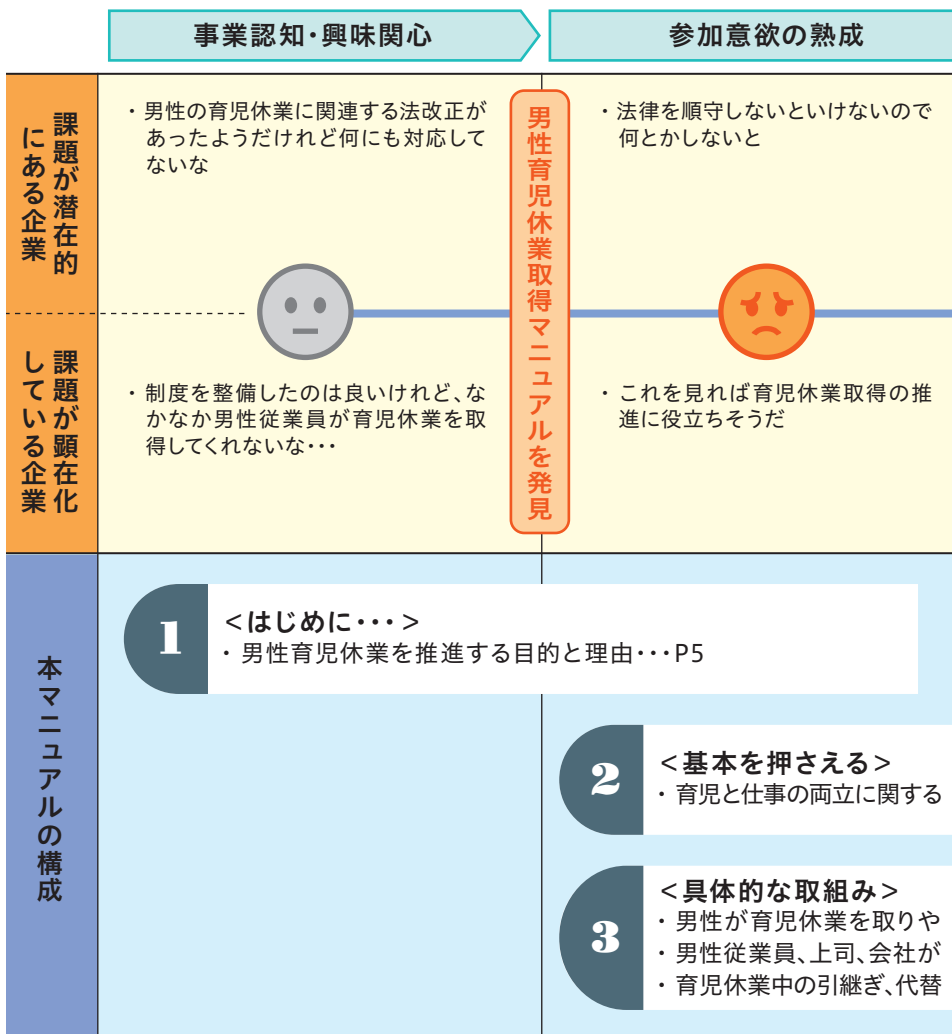 事業認知・興味関心
参加意欲の熟成
課題が潜在的
にある企業
・ 男性の育児休業に関連する法改正が
あったようだけれど何にも対応して
ないな
男性育児休業取得マニュアルを発見
・ 法律を順守しないといけないので
何とかしないと
課題が顕在化
している企業
・ 制度を整備したのは良いけれど、な
かなか男性従業員が育児休業を取
得してくれないな・・・
・ これを見れば育児休業取得の推
進に役立ちそうだ
本マニュアルの構成
1
<はじめに・・・>
・ 男性育児休業を推進する目的と理由・・・P5
2
<基本を押さえる>
・ 育児と仕事の両立に関する
3
<具体的な取組み>
・ 男性が育児休業を取りや
・ 男性従業員、上司、会社が
・ 育児休業中の引継ぎ、代替